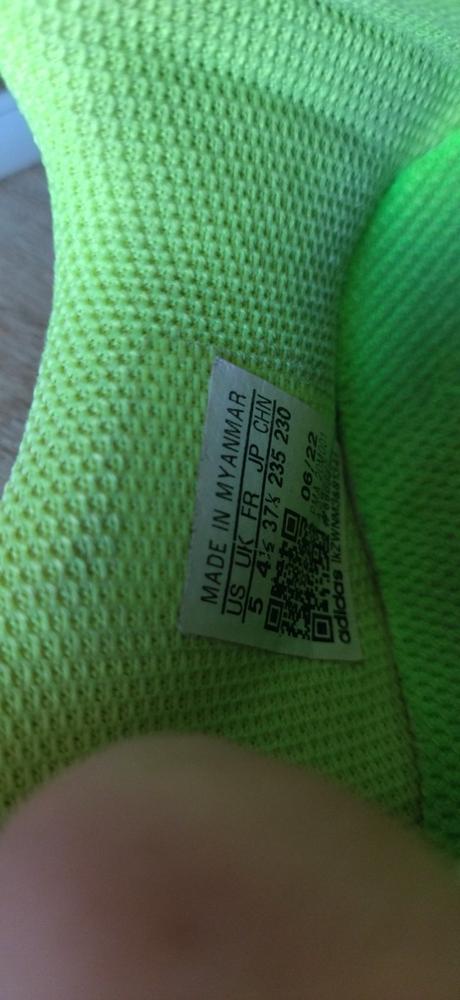 MADE IN MYANMAR
US UK FR JP CHN
5 4½ 37⅓ 235 230
06/22
adidas